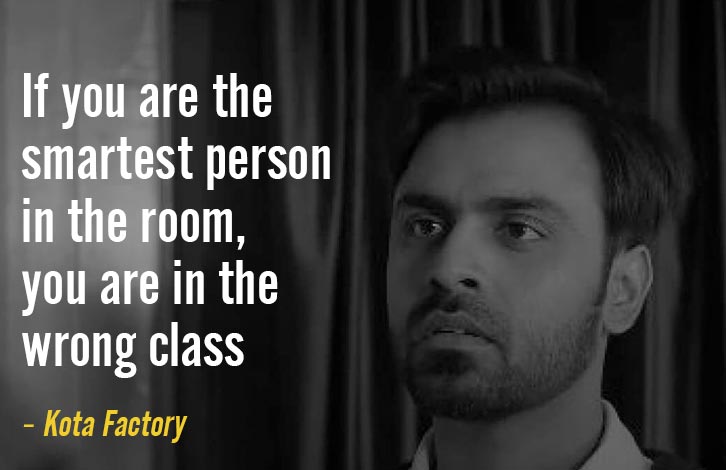 If you are the
smartest person
in the room,
you are in the
wrong class
- Kota Factory